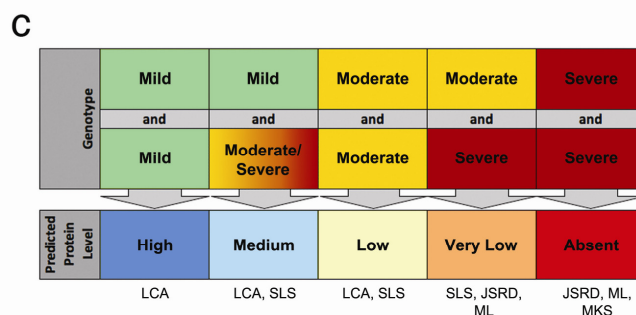 C
Genotype
Mild Mild Moderate Moderate Severe
and and and and and
Mild Moderate/ Moderate Severe Severe
Severe
Predicted
Protein
Level
High Medium Low Very Low Absent
LCA LCA, SLS LCA, SLS SLS, JSRD, JSRD, ML,
ML MKS